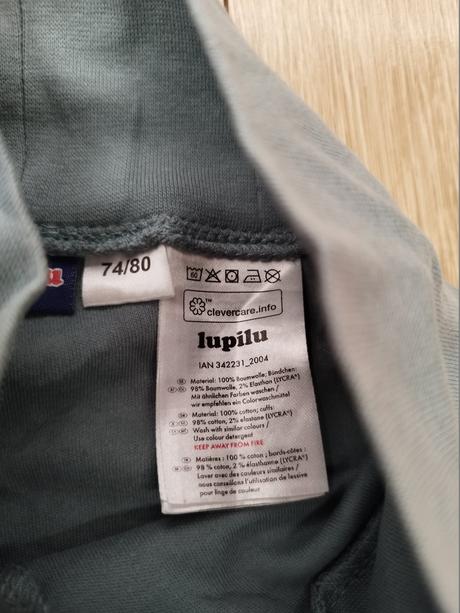 74/80
60
clevercare.info
lupilu
IAN 342231_2004
Material: 100% Baumwolle; Bündchen:
98% Baumwolle, 2% Elasthan (LYCRA®)
Mit ähnlichen Farben waschen /
wir empfehlen ein Colorwaschmittel
Material: 100% cotton; cuffs:
98% cotton, 2% elastane (LYCRA®)
Wash with similar colours /
Use colour detergent
KEEP AWAY FROM FIRE
Matières : 100 % coton ; bords-côtes :
98 % coton, 2 % élasthanne (LYCRA®)
Laver avec des couleurs similaires /
nous conseillons l'utilisation de lessive
pour linge de couleur